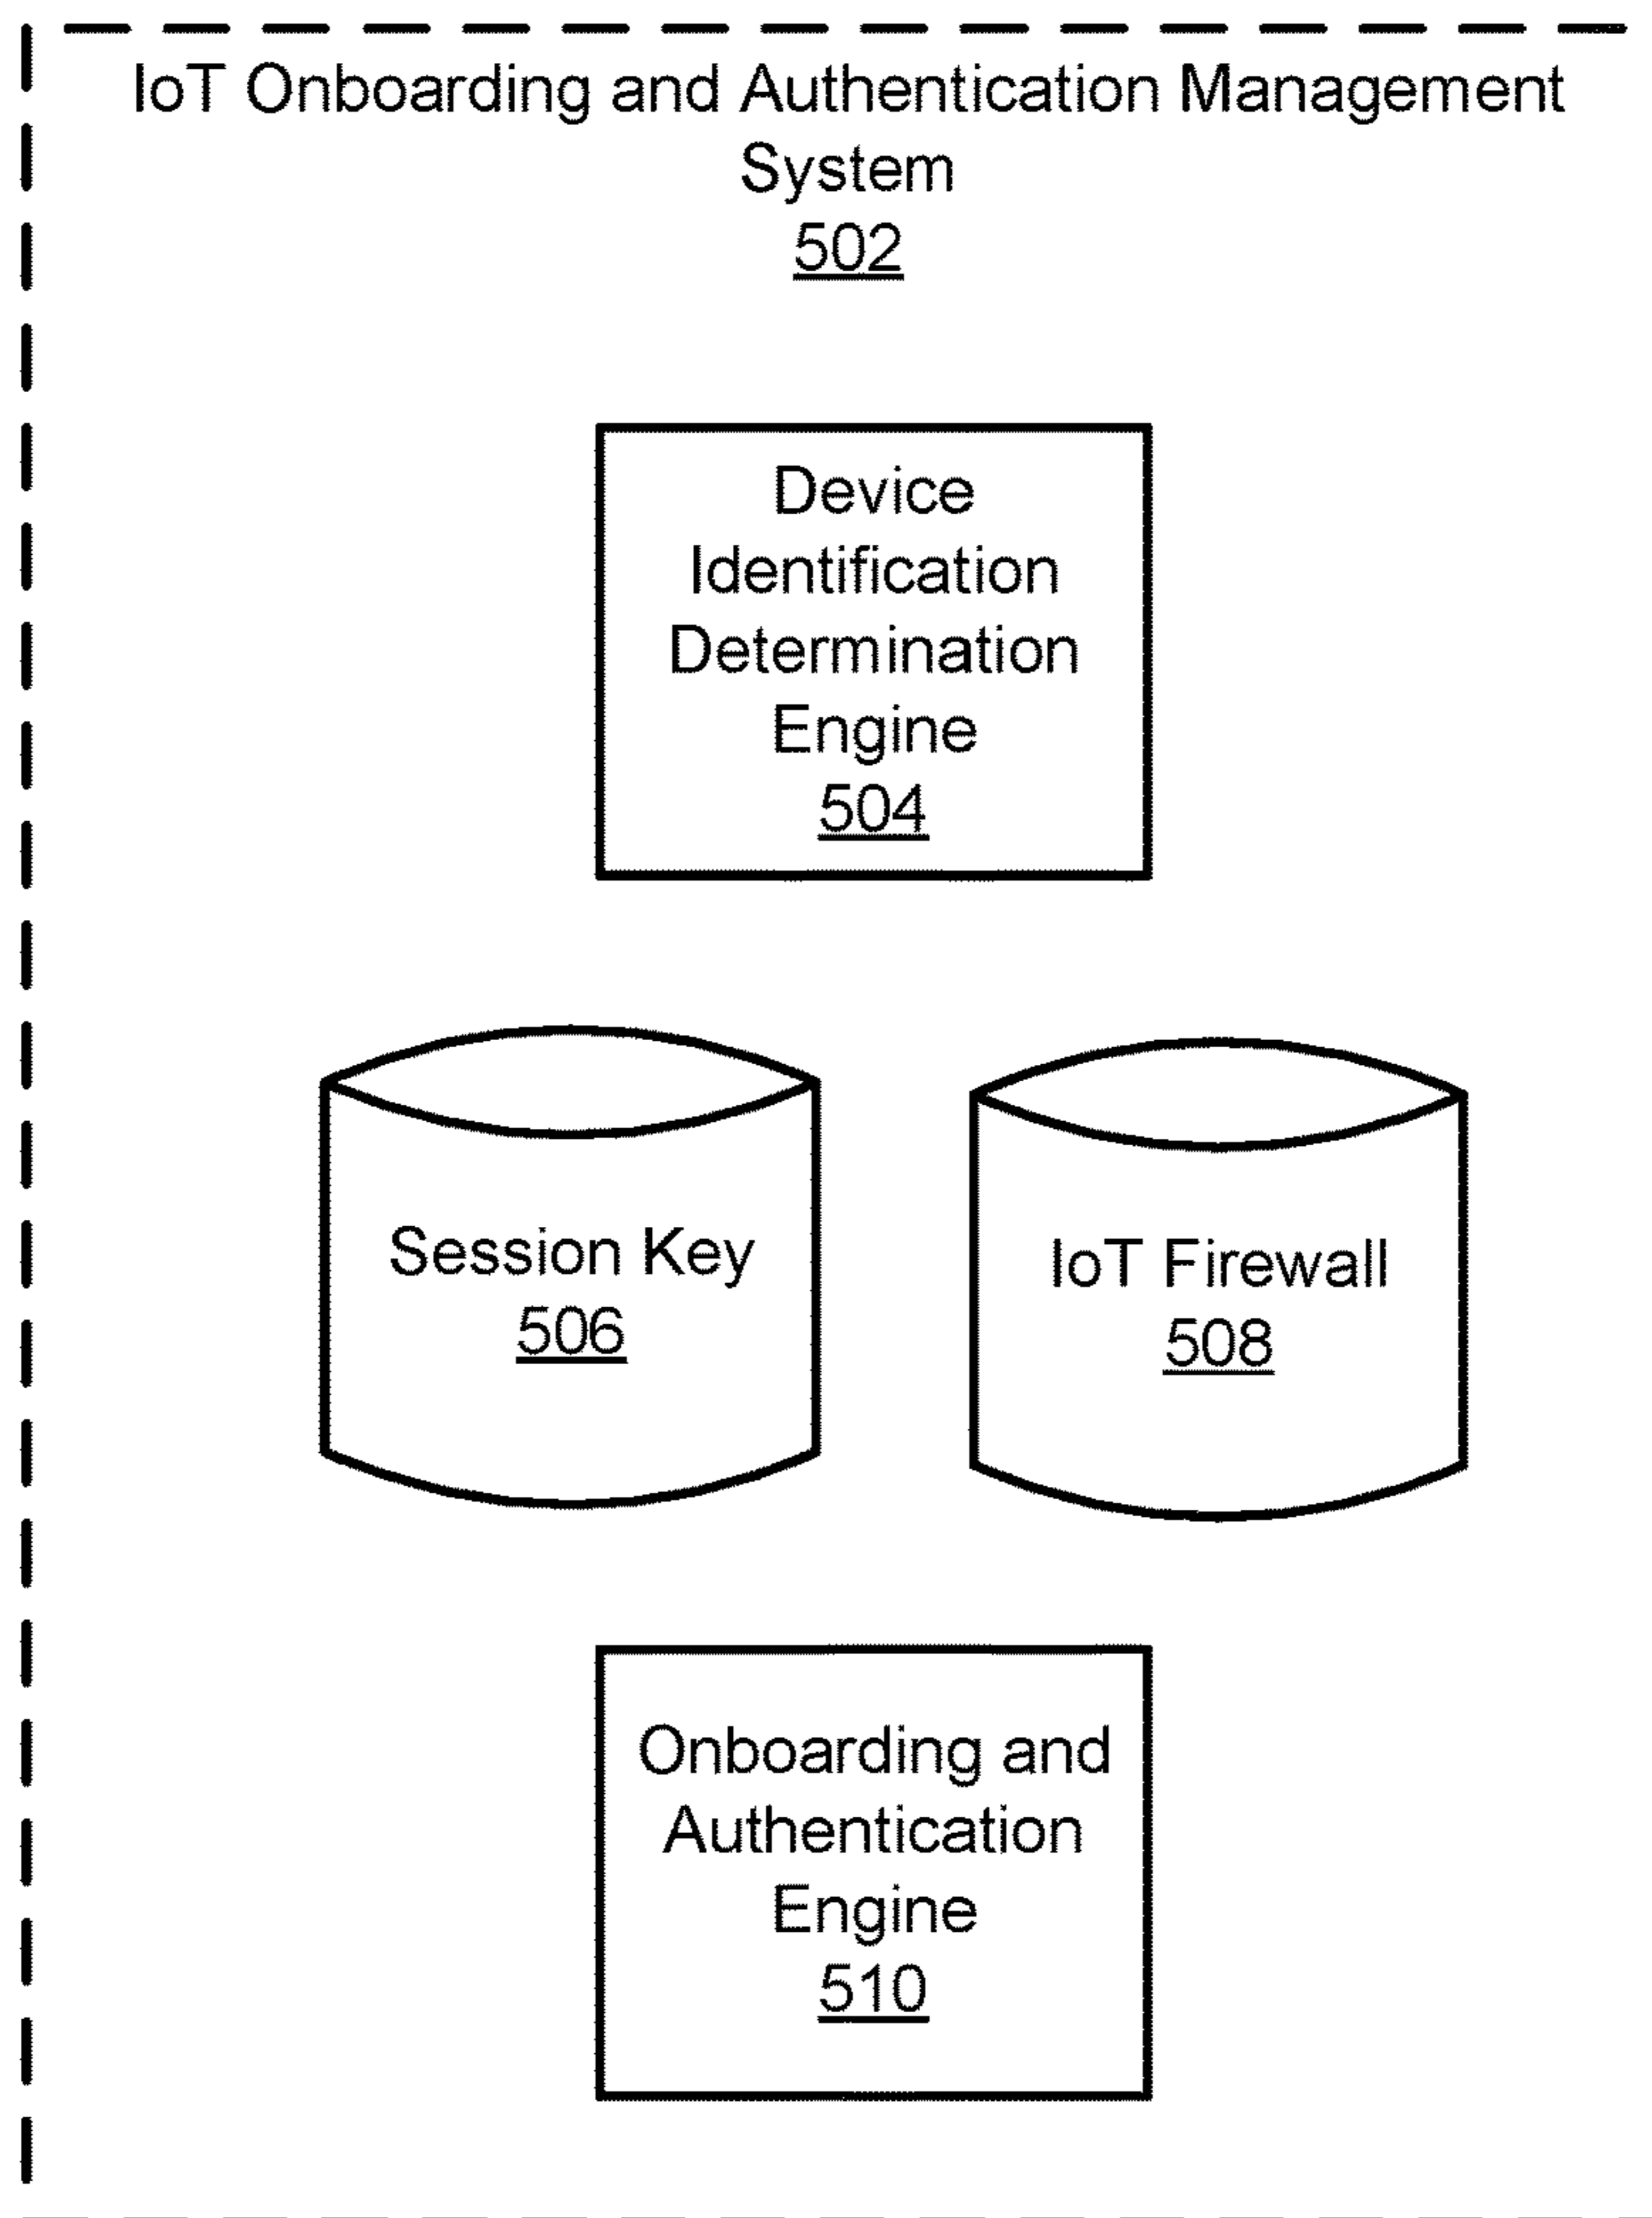 IoT Onboarding and Authentication Management
System
502
Device
Identification
Determination
Engine
504
Session Key
506
IoT Firewall
508
Onboarding and
Authentication
Engine
510